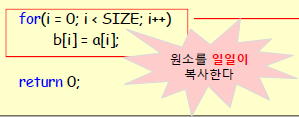 for(i = 0; i < SIZE; i++)
b[i] = a[i];
return 0;
원소를 일일이
복사한다